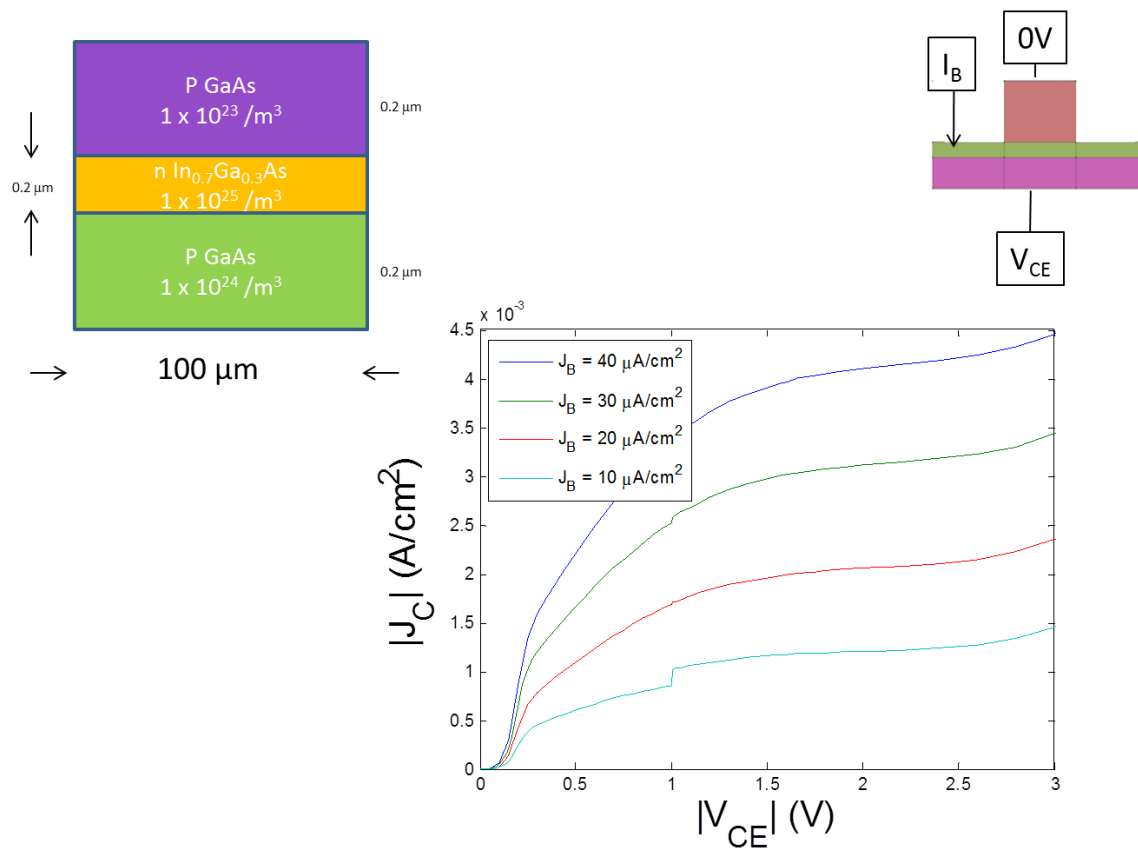 P GaAs
1 x 10²³ /m³
0.2 µm
n In₀.₇Ga₀.₃As
1 x 10²⁵ /m³
0.2 µm
P GaAs
1 x 10²⁴ /m³
0.2 µm
100 µm
I_B
0V
V_CE
x 10⁻³
4.5
4
3.5
3
2.5
2
1.5
1
0.5
0
|J_C| (A/cm²)
J_B = 40 µA/cm²
J_B = 30 µA/cm²
J_B = 20 µA/cm²
J_B = 10 µA/cm²
0 0.5 1 1.5 2 2.5 3
|V_CE| (V)